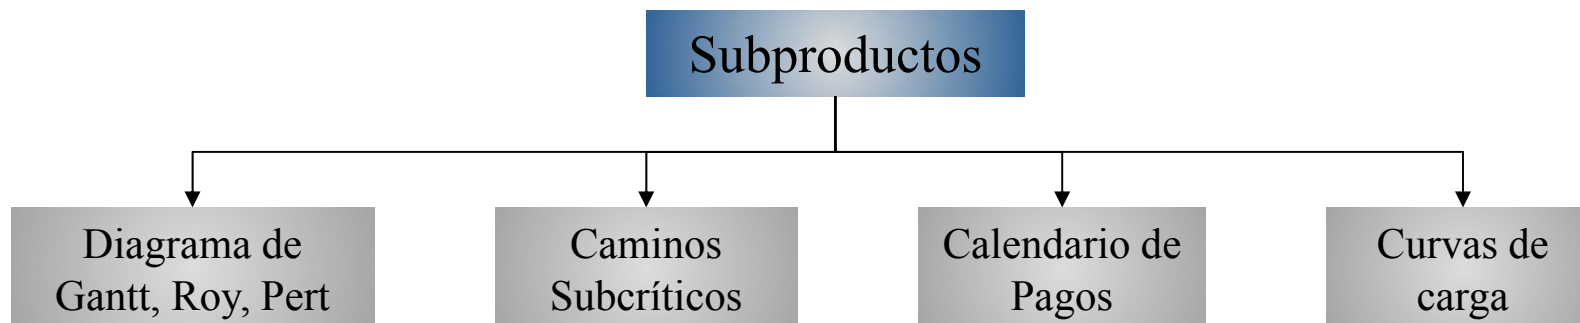 Subproductos
Diagrama de
Gantt, Roy, Pert
Caminos
Subcríticos
Calendario de
Pagos
Curvas de
carga